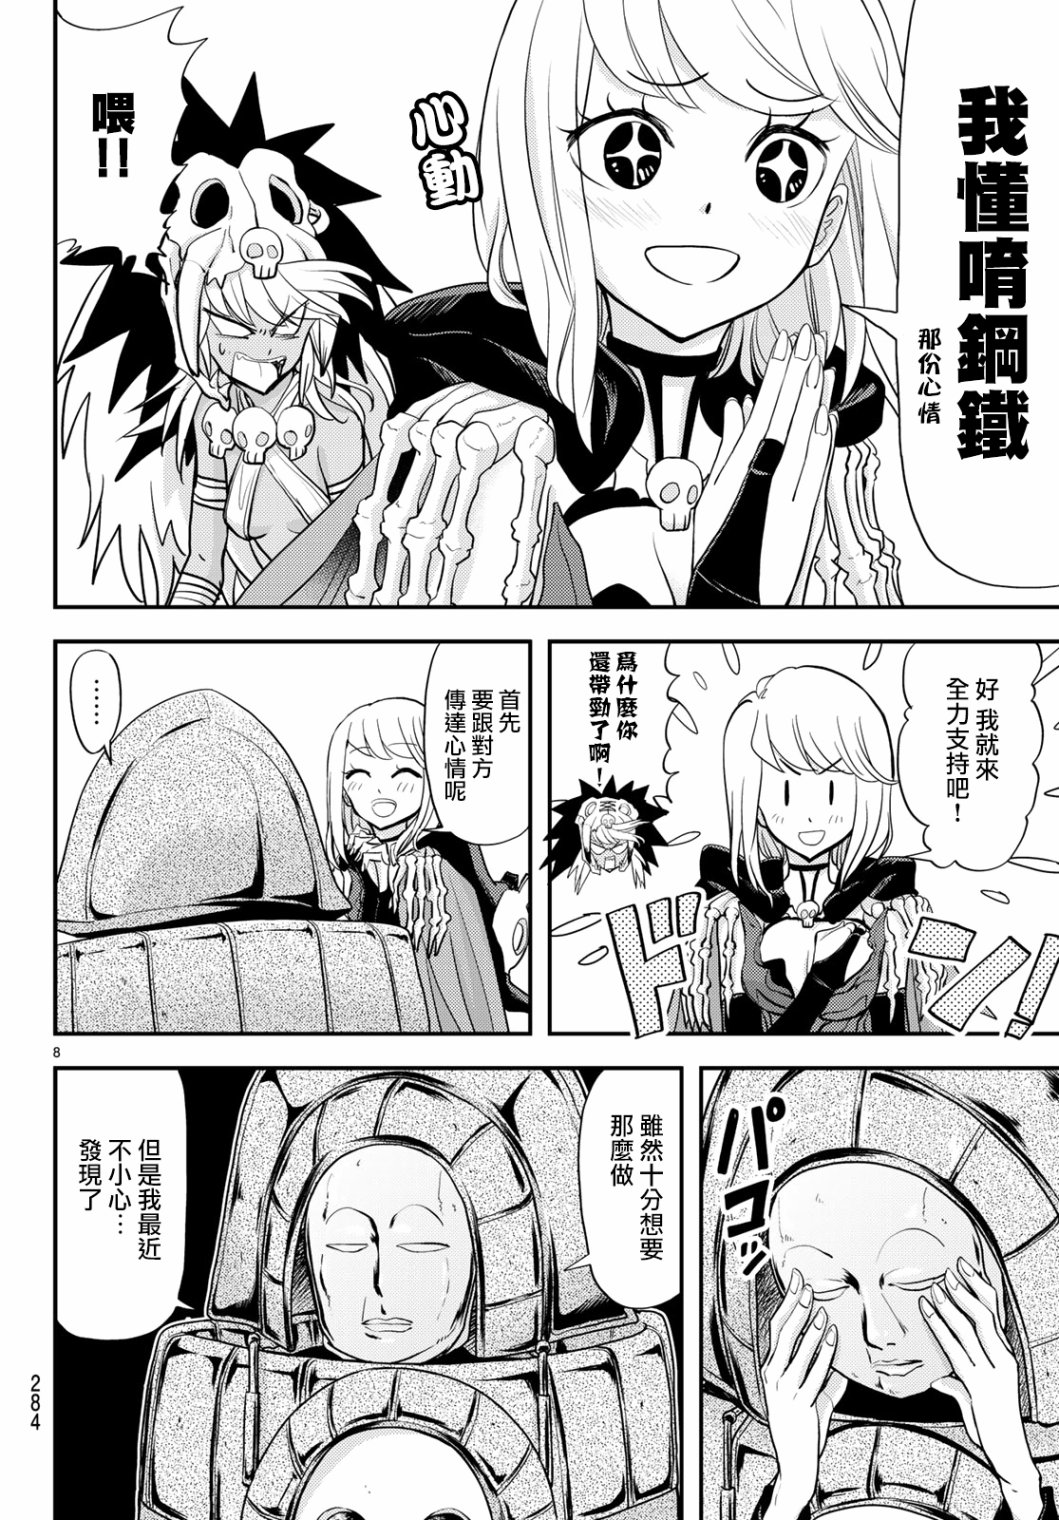 我懂唷鋼鐵
那份心情
心動
喂!!
好 我就來
全力支持吧！
為什麼你
還帶勁了啊！
ドドン!!
首先
要跟對方
傳達心情呢
……
パコッ
雖然十分想要
那麼做
但是我最近
不小心…
發現了
8
284